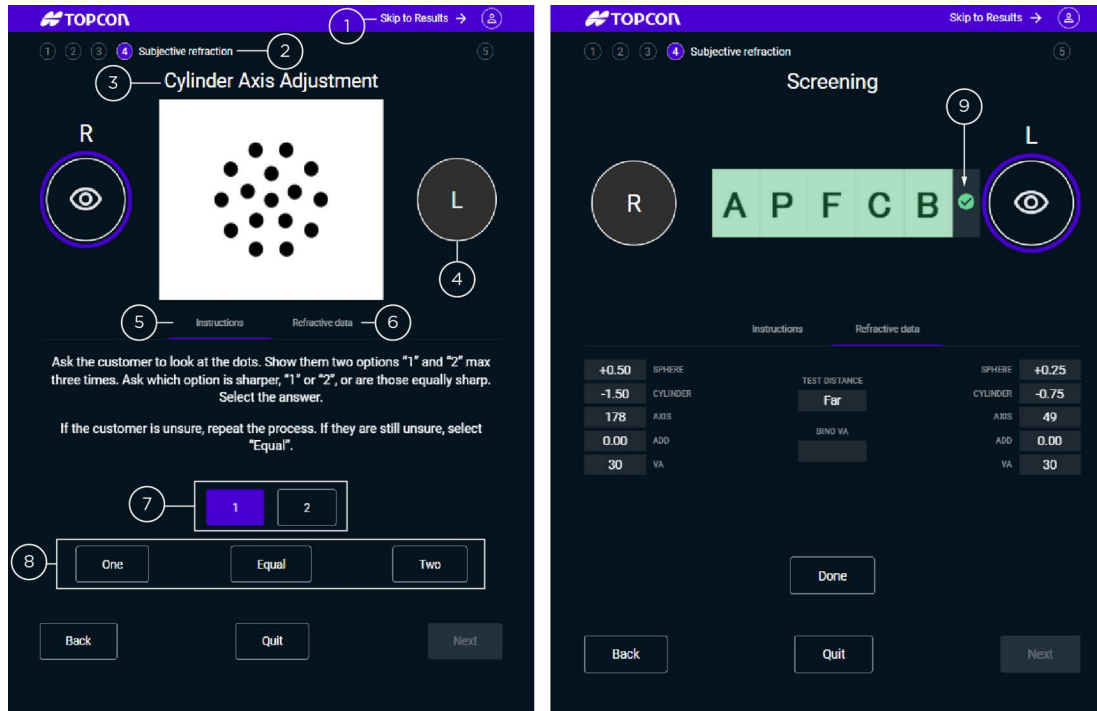 TOPCON
Skip to Results →
1
1 2 3 4 Subjective refraction 5
2
3
Cylinder Axis Adjustment
R
L
4
5
Instructions
Refractive data
6
Ask the customer to look at the dots. Show them two options "1" and "2" max
three times. Ask which option is sharper, "1" or "2", or are those equally sharp.
Select the answer.
If the customer is unsure, repeat the process. If they are still unsure, select
"Equal".
7
1
2
8
One
Equal
Two
Back
Quit
Next
TOPCON
Skip to Results →
1 2 3 4 Subjective refraction 5
Screening
9
L
R
A P F C B
Instructions
Refractive data
+0.50 SPHERE
-1.50 CYLINDER
178 AXIS
0.00 ADD
30 VA
TEST DISTANCE
Far
BINO VA
SPHERE +0.25
CYLINDER -0.75
AXIS 49
ADD 0.00
VA 30
Done
Back
Quit
Next